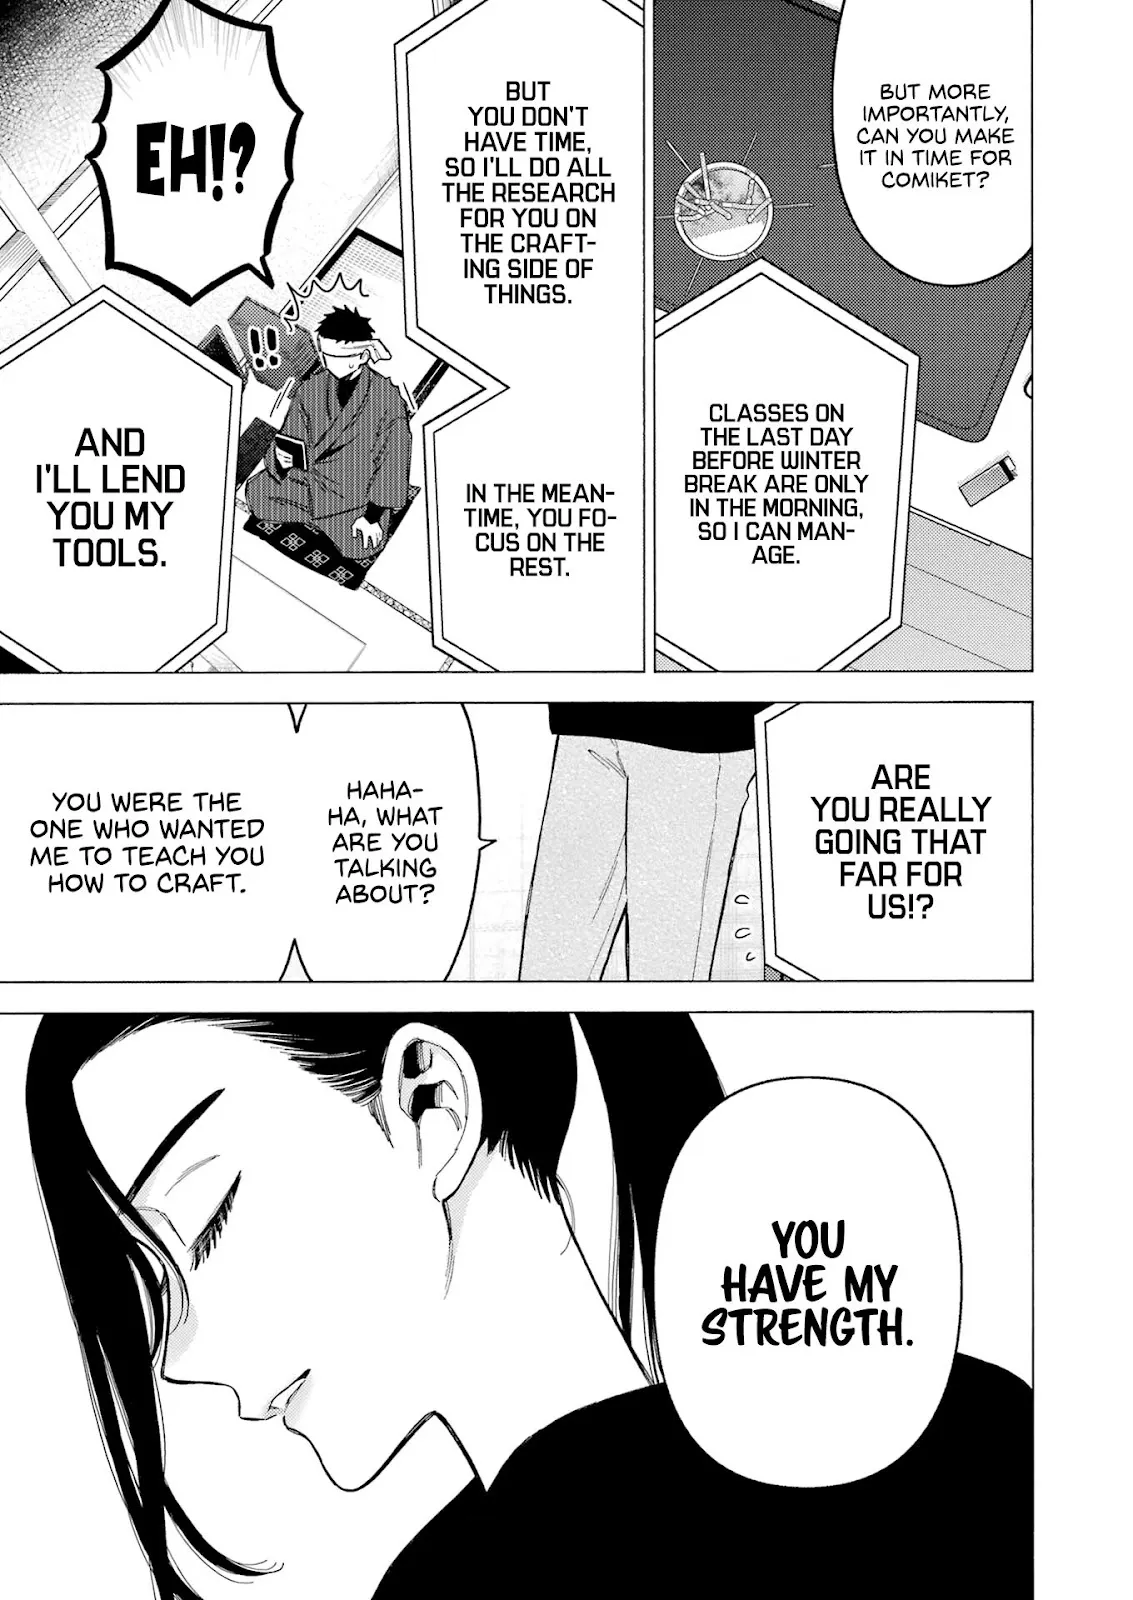 BUT MORE
IMPORTANTLY,
CAN YOU MAKE
IT IN TIME FOR
COMIKET?
CLASSES ON
THE LAST DAY
BEFORE WINTER
BREAK ARE ONLY
IN THE MORNING,
SO I CAN MAN-
AGE.
BUT
YOU DON'T
HAVE TIME,
SO I'LL DO ALL
THE RESEARCH
FOR YOU ON
THE CRAFT-
ING SIDE OF
THINGS.
IN THE MEAN-
TIME, YOU FO-
CUS ON THE
REST.
EH!?
!!
AND
I'LL LEND
YOU MY
TOOLS.
ARE
YOU REALLY
GOING THAT
FAR FOR
US!?
HAHA-
HA, WHAT
ARE YOU
TALKING
ABOUT?
YOU WERE THE
ONE WHO WANTED
ME TO TEACH YOU
HOW TO CRAFT.
YOU
HAVE MY
STRENGTH.